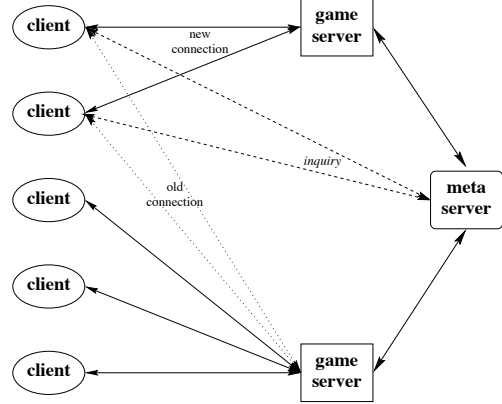 client
game
server
new
connection
client
inquiry
old
connection
client
meta
server
client
client
game
server